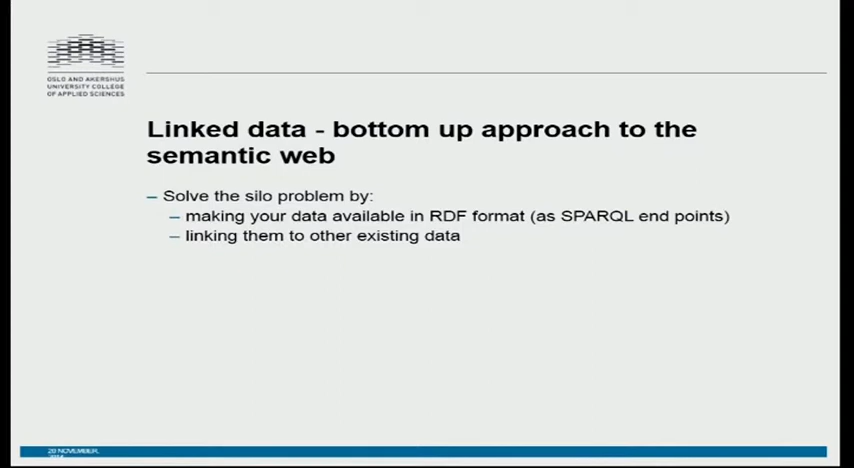 OSLO AND AKERSHUS
UNIVERSITY COLLEGE
OF APPLIED SCIENCES
Linked data - bottom up approach to the
semantic web
– Solve the silo problem by:
– making your data available in RDF format (as SPARQL end points)
– linking them to other existing data
20 NOVEMBER,